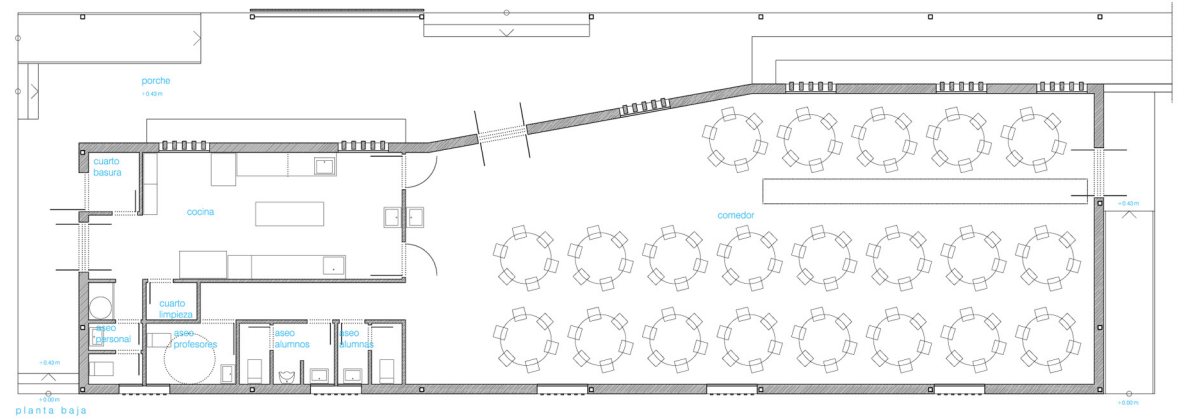 porche
+0.43 m
cuarto
basura
cocina
comedor
+0.43 m
cuarto
limpieza
aseo
personal
aseo
profesores
aseo
alumnos
aseo
alumnas
+0.43 m
+0.00 m
+0.00 m
planta baja